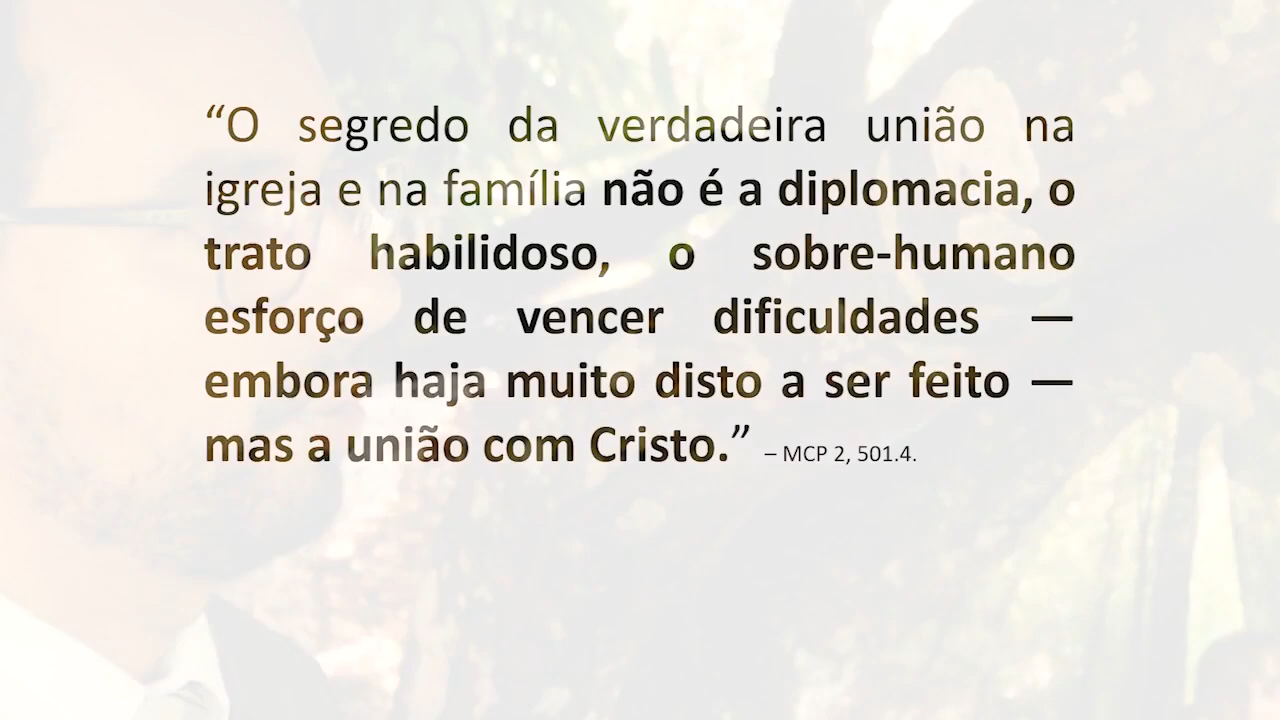 “O segredo da verdadeira união na
igreja e na família não é a diplomacia, o
trato habilidoso, o sobre-humano
esforço de vencer dificuldades —
embora haja muito disto a ser feito —
mas a união com Cristo.” – MCP 2, 501.4.